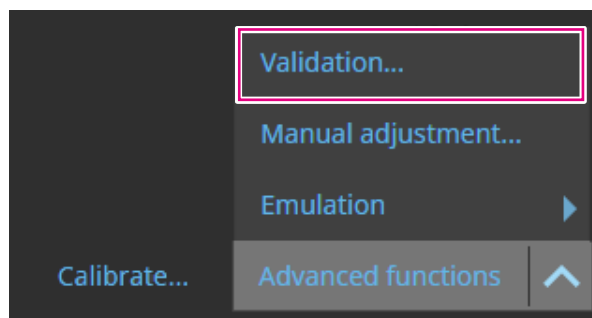 Validation...
Manual adjustment...
Emulation
Calibrate... Advanced functions